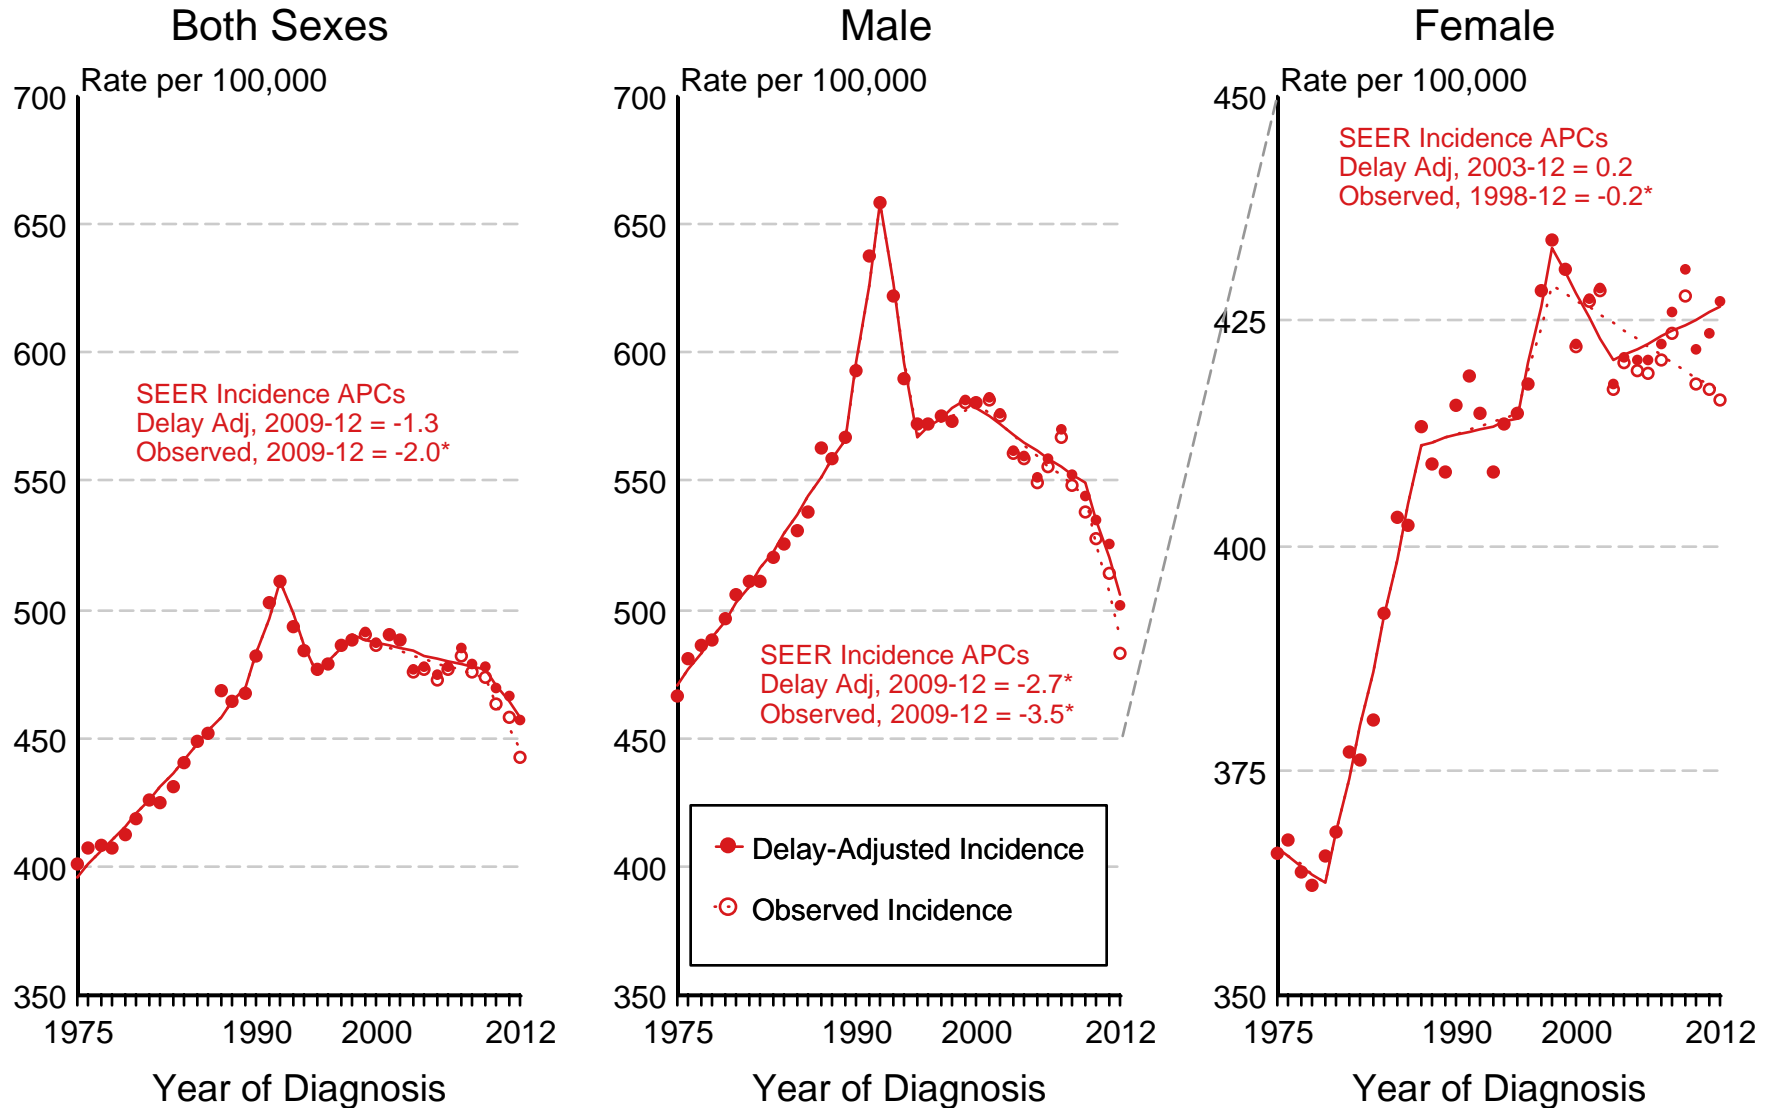 Both Sexes
Rate per 100,000
700
650
600
550
500
450
400
350
SEER Incidence APCs
Delay Adj, 2009-12 = -1.3
Observed, 2009-12 = -2.0*
1975 1990 2000 2012
Year of Diagnosis
Male
Rate per 100,000
700
650
600
550
500
450
400
350
SEER Incidence APCs
Delay Adj, 2009-12 = -2.7*
Observed, 2009-12 = -3.5*
Delay-Adjusted Incidence
Observed Incidence
1975 1990 2000 2012
Year of Diagnosis
Female
Rate per 100,000
450
425
400
375
350
SEER Incidence APCs
Delay Adj, 2003-12 = 0.2
Observed, 1998-12 = -0.2*
1975 1990 2000 2012
Year of Diagnosis